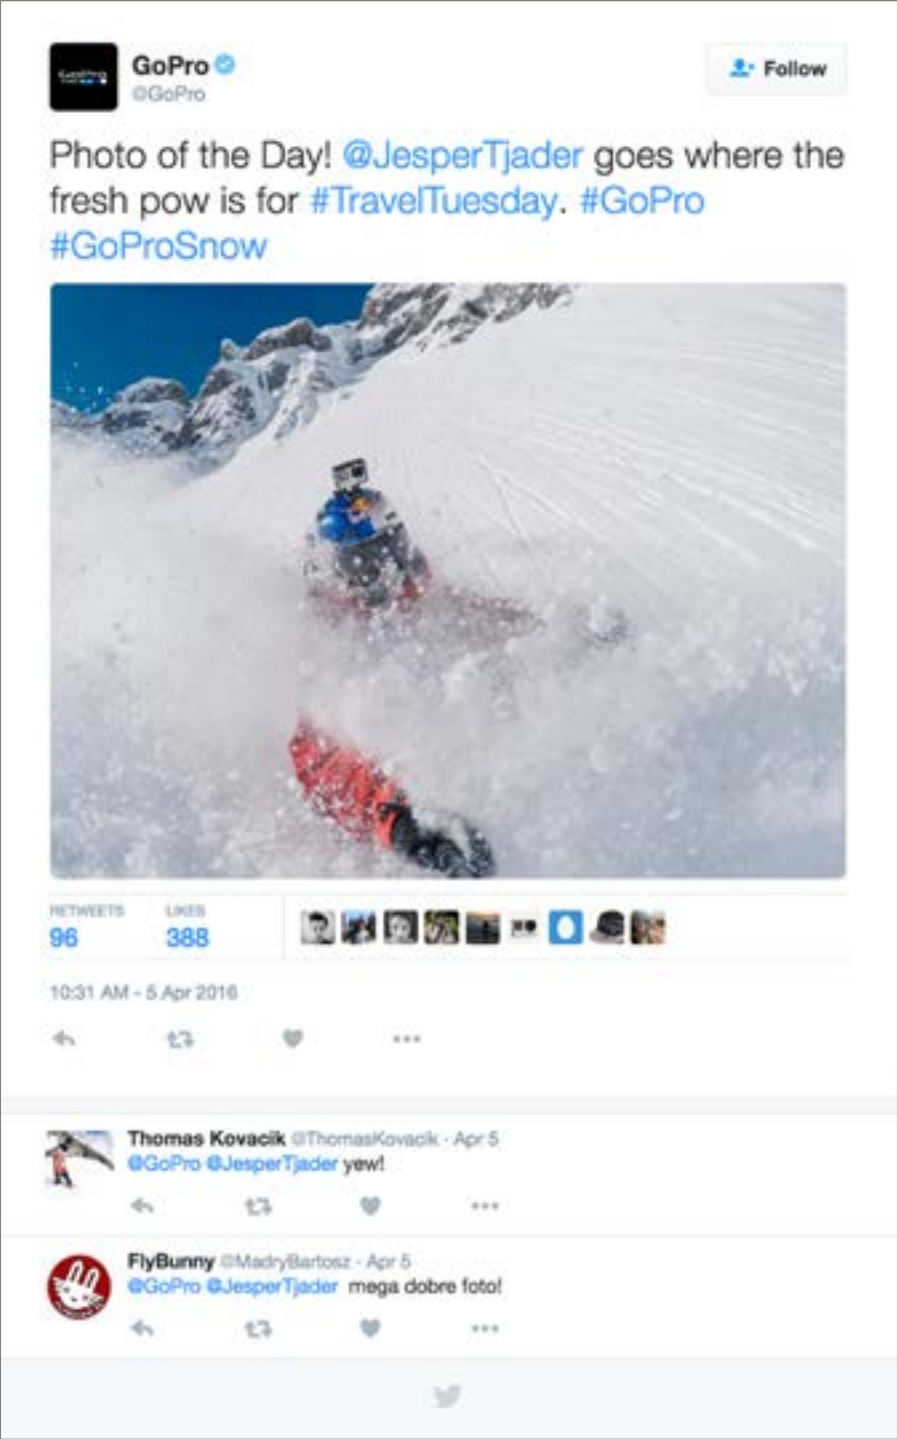 GoPro
@GoPro
Follow
Photo of the Day! @JesperTjader goes where the
fresh pow is for #TravelTuesday. #GoPro
#GoProSnow
RETWEETS
LIKES
96
388
10:31 AM - 5 Apr 2016
Thomas Kovacik @ThomasKovacik · Apr 5
@GoPro @JesperTjader yew!
FlyBunny @MadryBartosz · Apr 5
@GoPro @JesperTjader mega dobre foto!